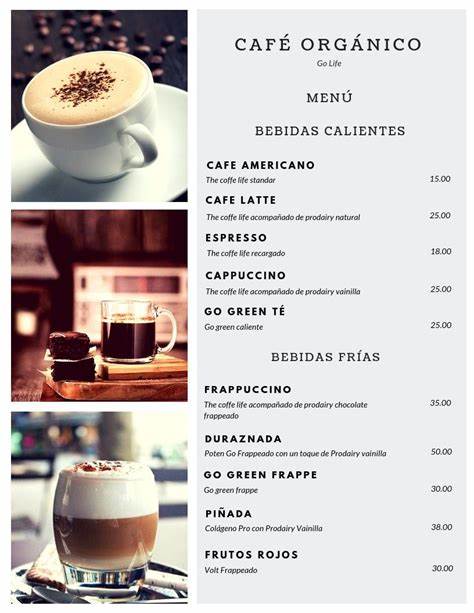 CAFÉ ORGÁNICO
Go Life
MENÚ
BEBIDAS CALIENTES
CAFE AMERICANO
The coffe life standar 15.00
CAFE LATTE
The coffe life acompañado de prodairy natural 25.00
ESPRESSO
The coffe life recargado 18.00
CAPPUCCINO
The coffe life acompañado de prodairy vainilla 25.00
GO GREEN TÉ
Go green caliente 25.00
BEBIDAS FRÍAS
FRAPPUCCINO
The coffe life acompañado de prodairy chocolate 35.00
frappeado
DURAZNADA
Poten Go Frappeado con un toque de Prodairy vainilla 50.00
GO GREEN FRAPPE
Go green frappe 30.00
PIÑADA
Colágeno Pro con Prodairy Vainilla 38.00
FRUTOS ROJOS
Volt Frappeado 30.00